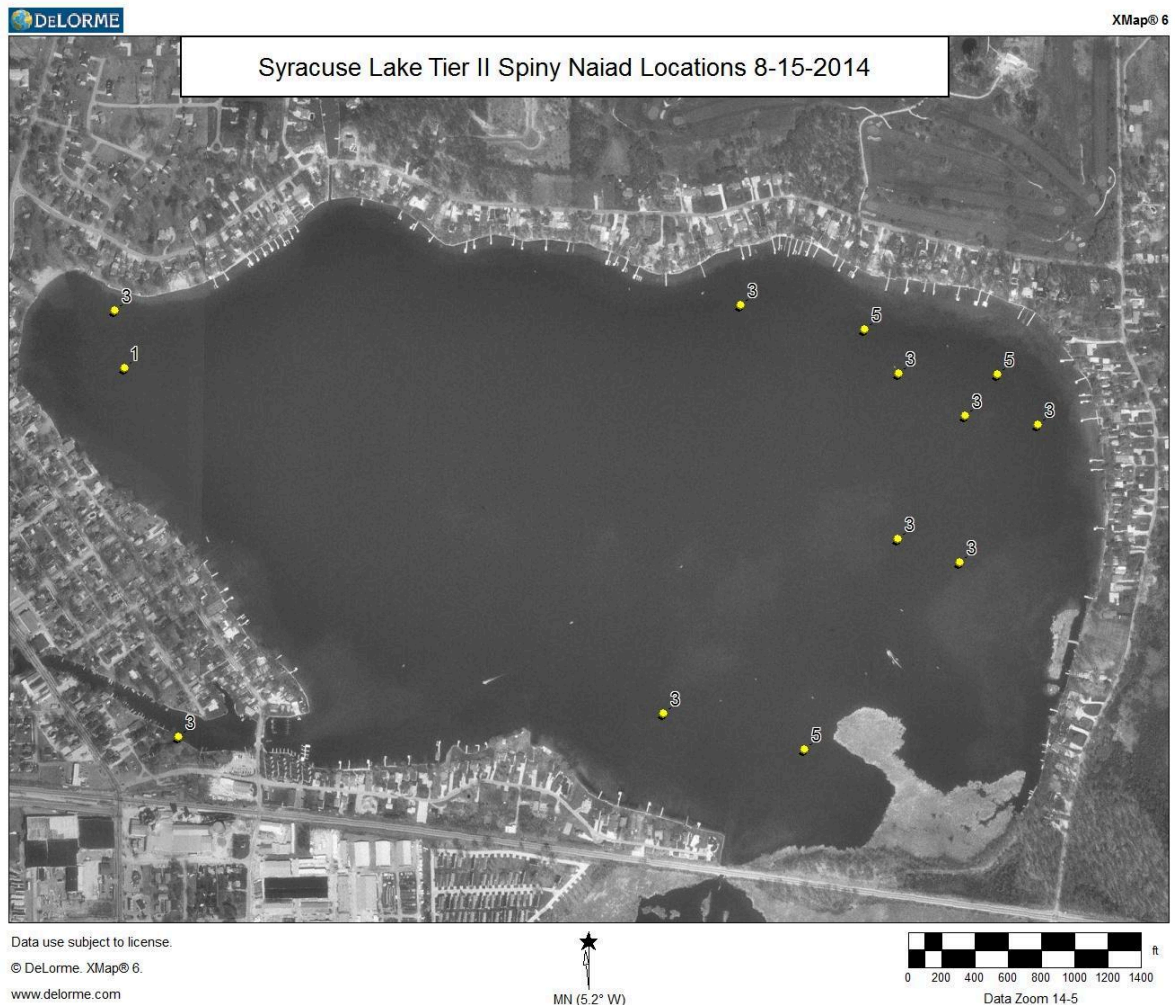 DELORME
XMap® 6
Syracuse Lake Tier II Spiny Naiad Locations 8-15-2014
3
1
3
5
3
5
3
3
3
3
3
5
3
Data use subject to license.
© DeLorme. XMap® 6.
www.delorme.com
MN (5.2° W)
ft
0 200 400 600 800 1000 1200 1400
Data Zoom 14-5